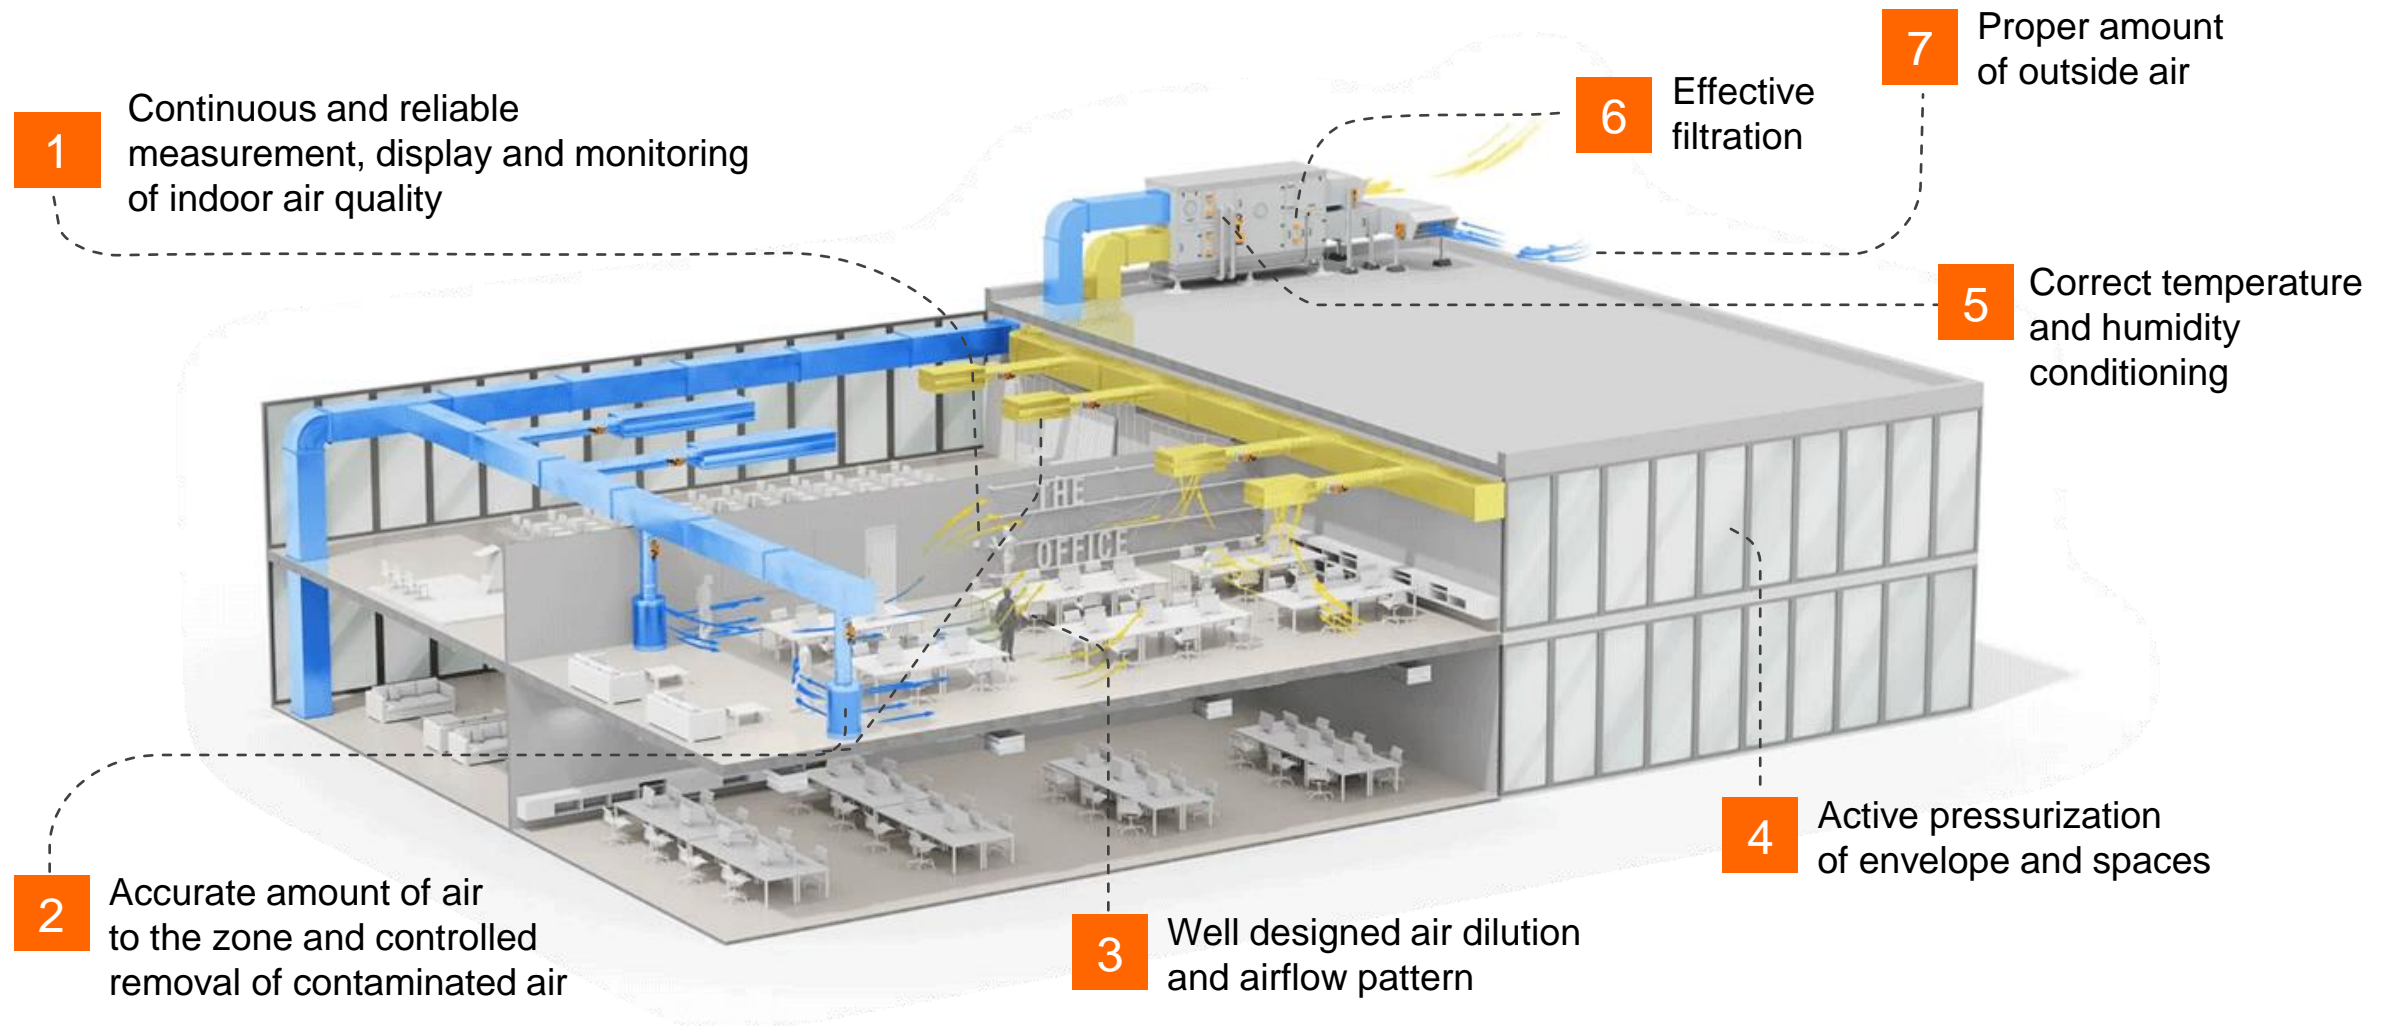 1
Continuous and reliable
measurement, display and monitoring
of indoor air quality
7
Proper amount
of outside air
6
Effective
filtration
5
Correct temperature
and humidity
conditioning
THE
OFFICE
4
Active pressurization
of envelope and spaces
2
Accurate amount of air
to the zone and controlled
removal of contaminated air
3
Well designed air dilution
and airflow pattern